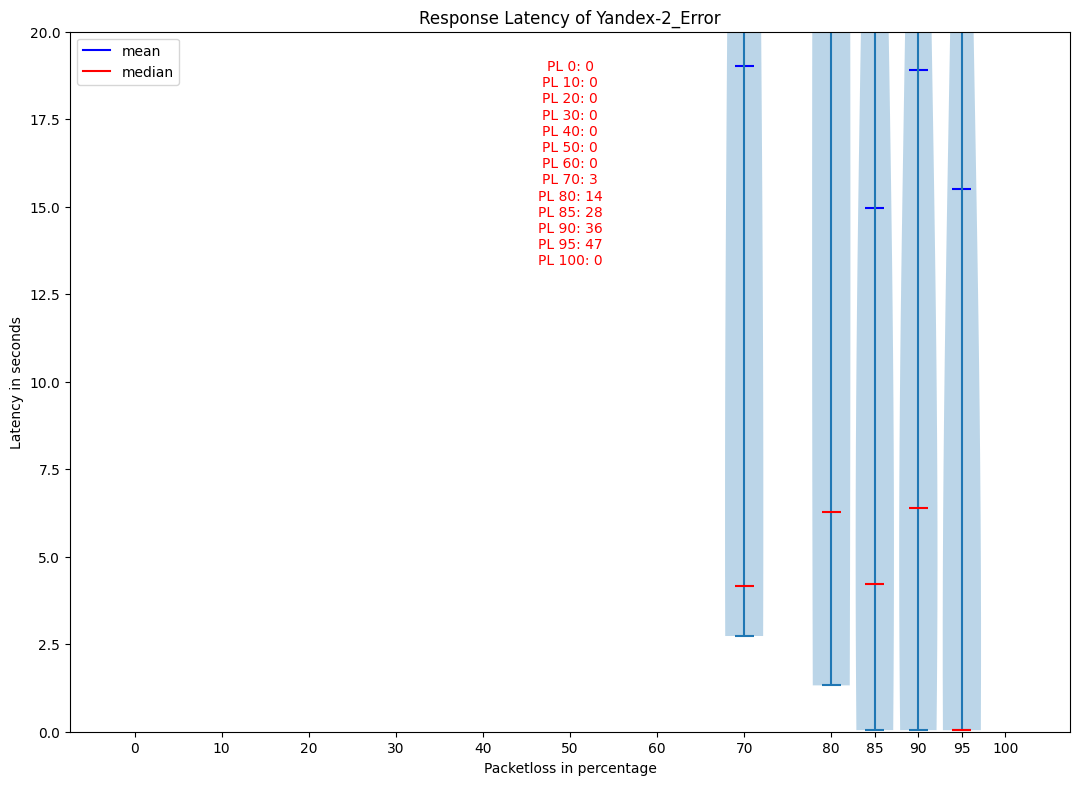 Response Latency of Yandex-2_Error
mean
median
PL 0: 0
PL 10: 0
PL 20: 0
PL 30: 0
PL 40: 0
PL 50: 0
PL 60: 0
PL 70: 3
PL 80: 14
PL 85: 28
PL 90: 36
PL 95: 47
PL 100: 0
Latency in seconds
20.0
17.5
15.0
12.5
10.0
7.5
5.0
2.5
0.0
0 10 20 30 40 50 60 70 80 85 90 95 100
Packetloss in percentage